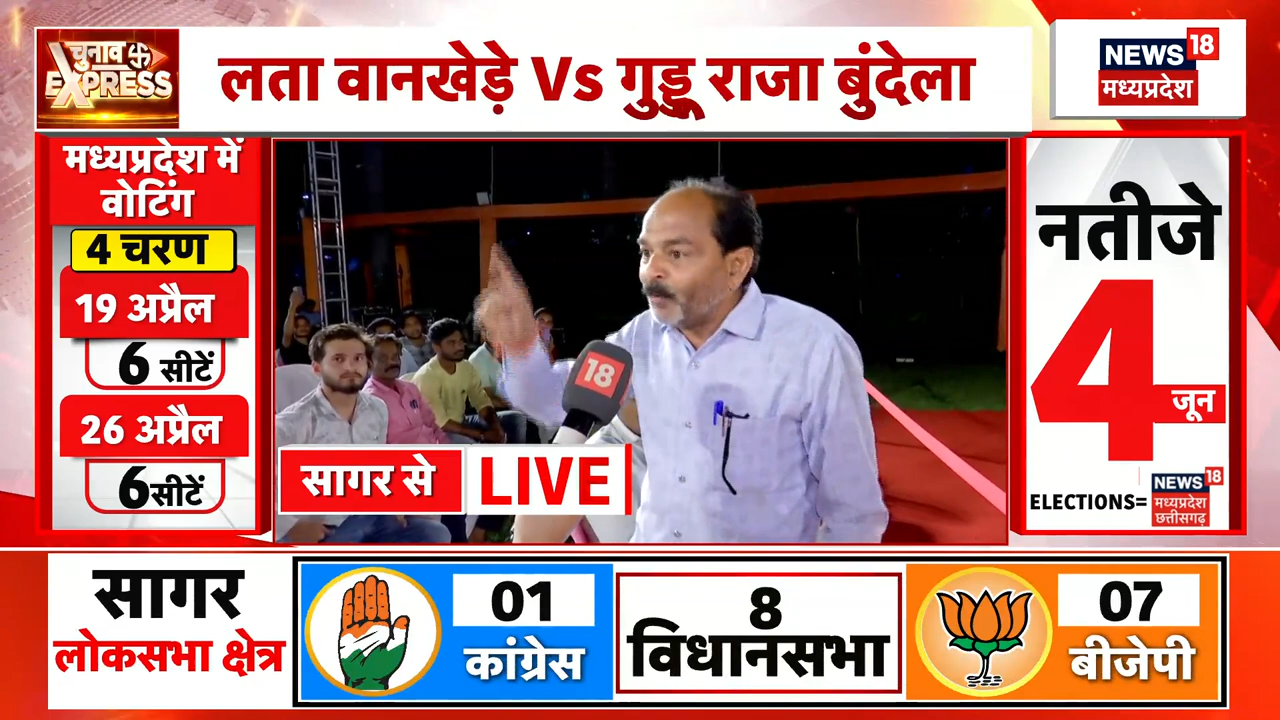 चुनाव
EXPRESS
लता वानखेड़े Vs गुड्डू राजा बुंदेला
NEWS 18
मध्यप्रदेश
मध्यप्रदेश में
वोटिंग
4 चरण
19 अप्रैल
6 सीटें
26 अप्रैल
6सीटें
18
सागर से
LIVE
नतीजे
4
जून
ELECTIONS=
NEWS 18
मध्यप्रदेश
छत्तीसगढ़
सागर
लोकसभा क्षेत्र
01
कांग्रेस
8
विधानसभा
07
बीजेपी